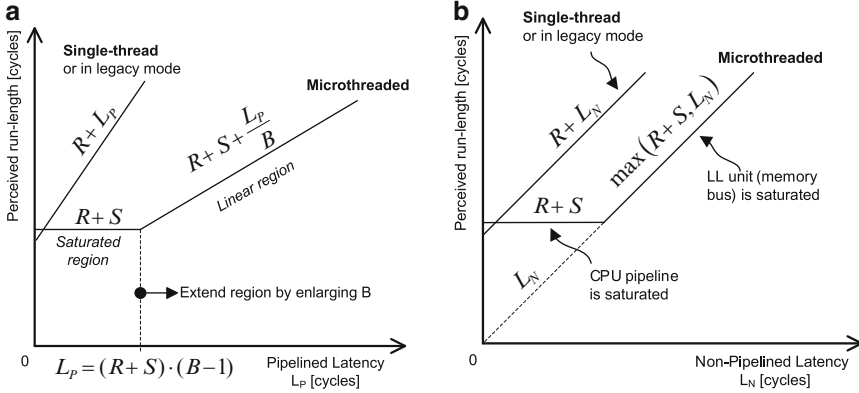 a
Perceived run-length [cycles]
Single-thread
or in legacy mode
R+L_P
R+S+\frac{L_P}{B}
Microthreaded
Linear region
R+S
Saturated
region
Extend region by enlarging B
0
L_P=(R+S)·(B−1)
Pipelined Latency
L_P [cycles]
b
Perceived run-length [cycles]
Single-thread
or in legacy mode
R+L_N
max(R+S,L_N)
Microthreaded
LL unit (memory
bus) is saturated
R+S
L_N
CPU pipeline
is saturated
0
Non-Pipelined Latency
L_N [cycles]